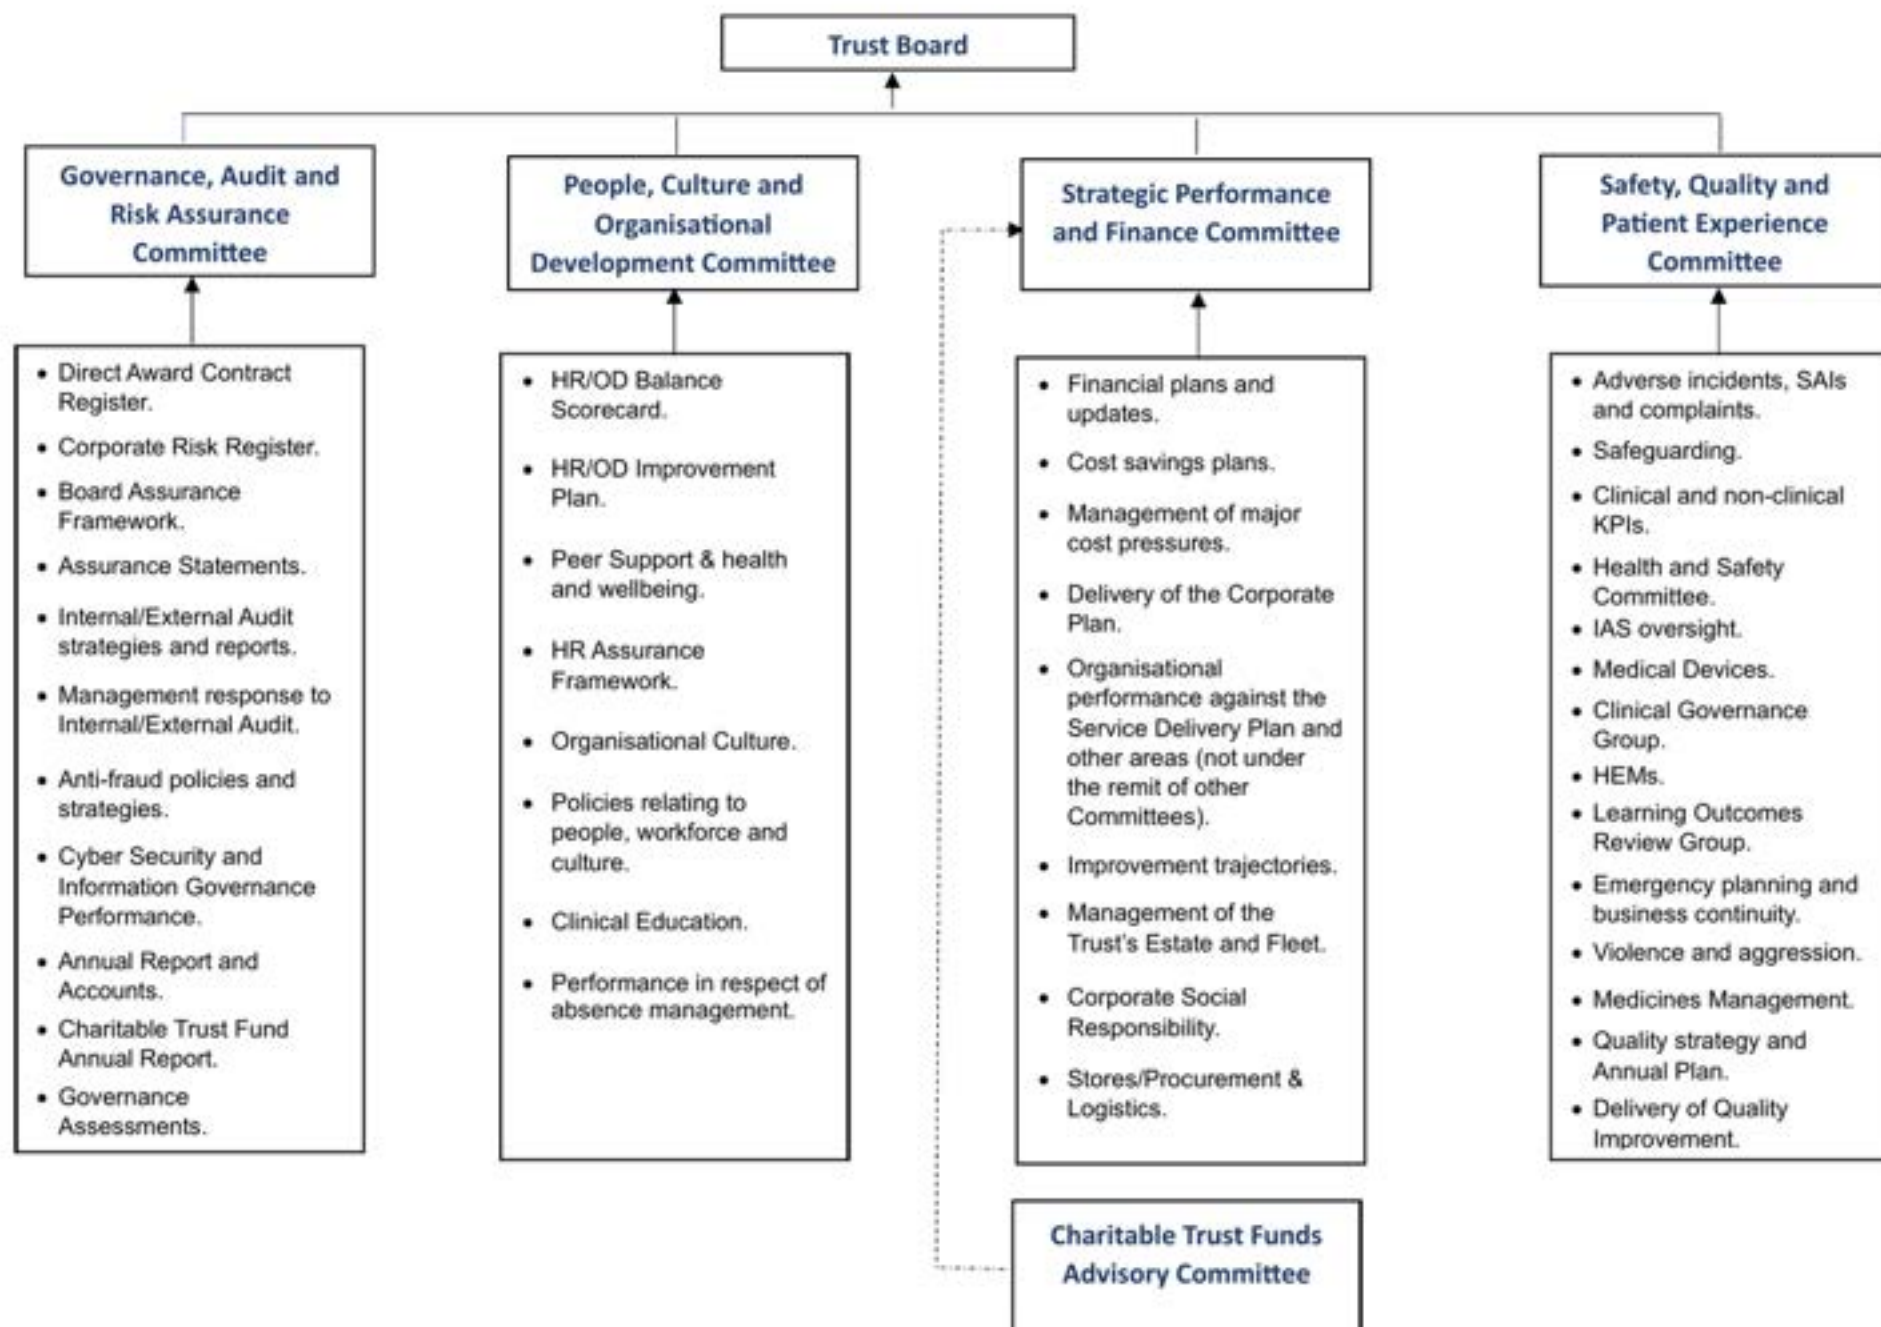 Trust Board
Governance, Audit and
Risk Assurance
Committee
People, Culture and
Organisational
Development Committee
Strategic Performance
and Finance Committee
Safety, Quality and
Patient Experience
Committee
• Direct Award Contract
Register.
• Corporate Risk Register.
• Board Assurance
Framework.
• Assurance Statements.
• Internal/External Audit
strategies and reports.
• Management response to
Internal/External Audit.
• Anti-fraud policies and
strategies.
• Cyber Security and
Information Governance
Performance.
• Annual Report and
Accounts.
• Charitable Trust Fund
Annual Report.
• Governance
Assessments.
• HR/OD Balance
Scorecard.
• HR/OD Improvement
Plan.
• Peer Support & health
and wellbeing.
• HR Assurance
Framework.
• Organisational Culture.
• Policies relating to
people, workforce and
culture.
• Clinical Education.
• Performance in respect of
absence management.
• Financial plans and
updates.
• Cost savings plans.
• Management of major
cost pressures.
• Delivery of the Corporate
Plan.
• Organisational
performance against the
Service Delivery Plan and
other areas (not under
the remit of other
Committees).
• Improvement trajectories.
• Management of the
Trust's Estate and Fleet.
• Corporate Social
Responsibility.
• Stores/Procurement &
Logistics.
• Adverse incidents, SAIs
and complaints.
• Safeguarding.
• Clinical and non-clinical
KPIs.
• Health and Safety
Committee.
• IAS oversight.
• Medical Devices.
• Clinical Governance
Group.
• HEMs.
• Learning Outcomes
Review Group.
• Emergency planning and
business continuity.
• Violence and aggression.
• Medicines Management.
• Quality strategy and
Annual Plan.
• Delivery of Quality
Improvement.
Charitable Trust Funds
Advisory Committee